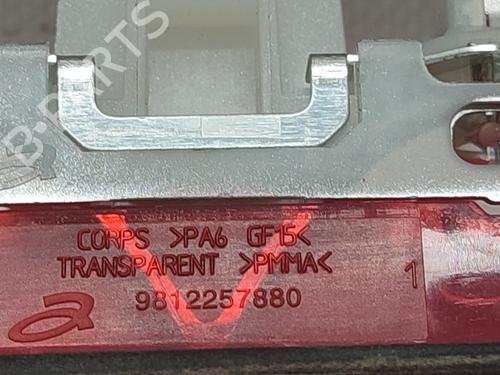 B-PARTS
CORPS >PA6 GF15<
TRANSPARENT >PMMA<
9812257880
1